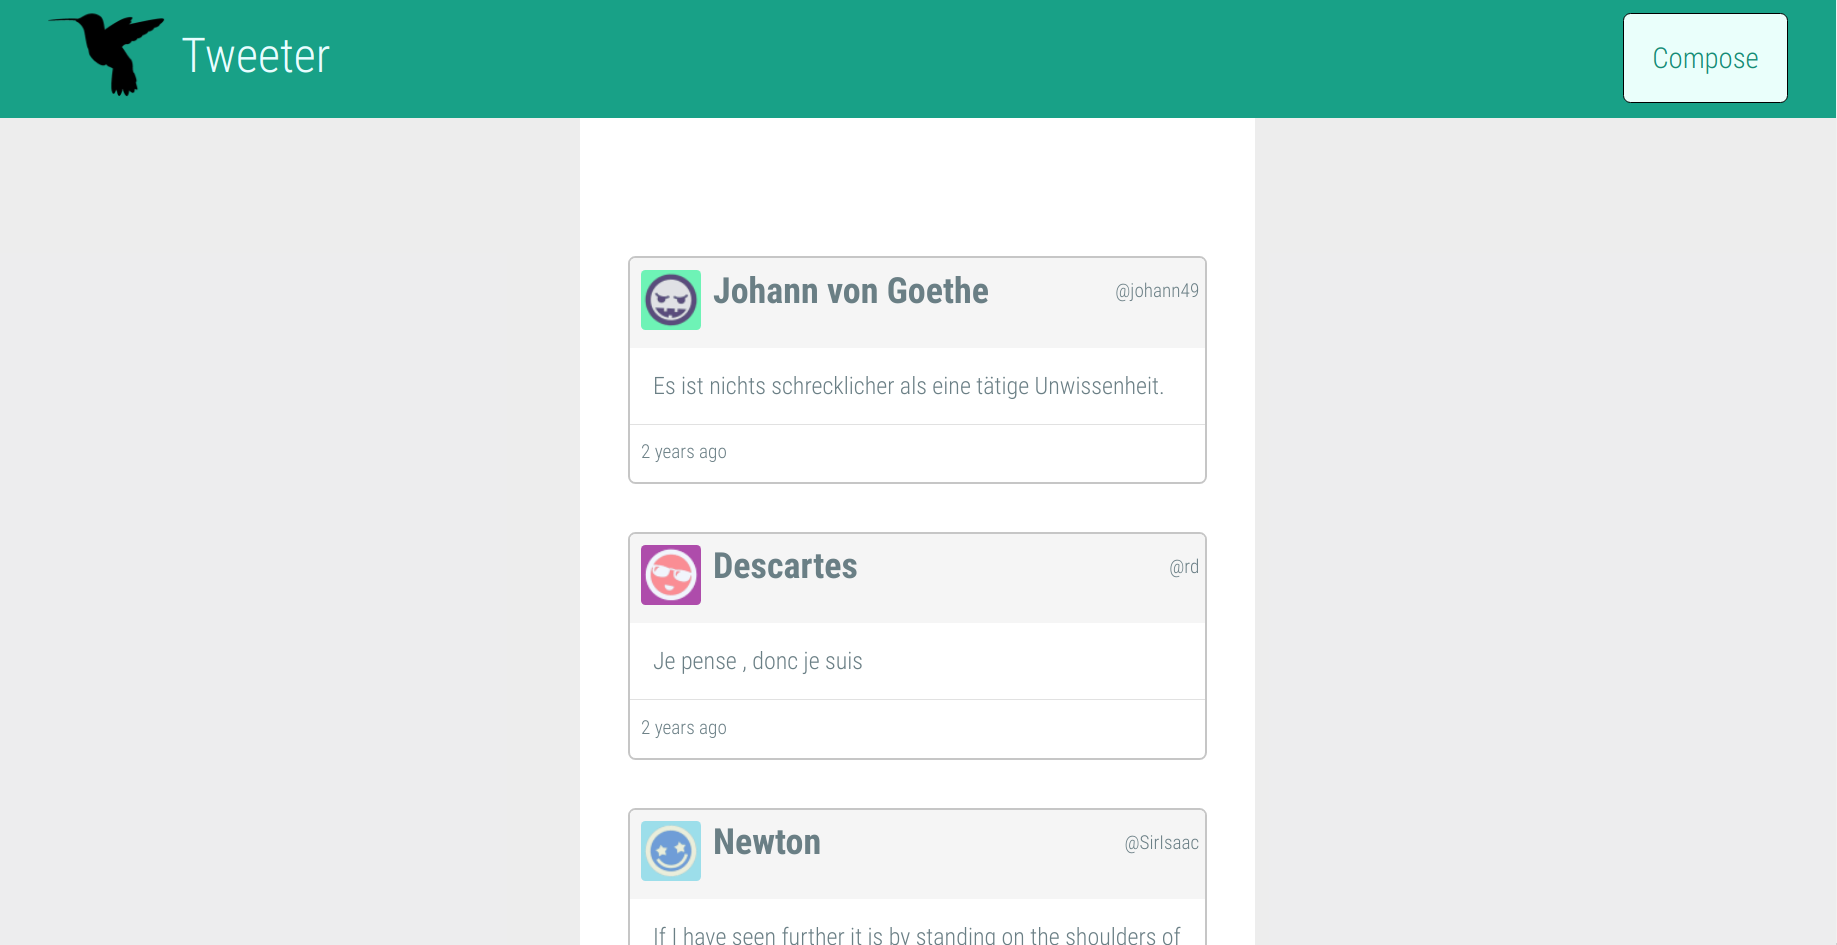 Tweeter
Compose
Johann von Goethe
@johann49
Es ist nichts schrecklicher als eine tätige Unwissenheit.
2 years ago
Descartes
@rd
Je pense , donc je suis
2 years ago
Newton
@SirIsaac
If I have seen further it is by standing on the shoulders of